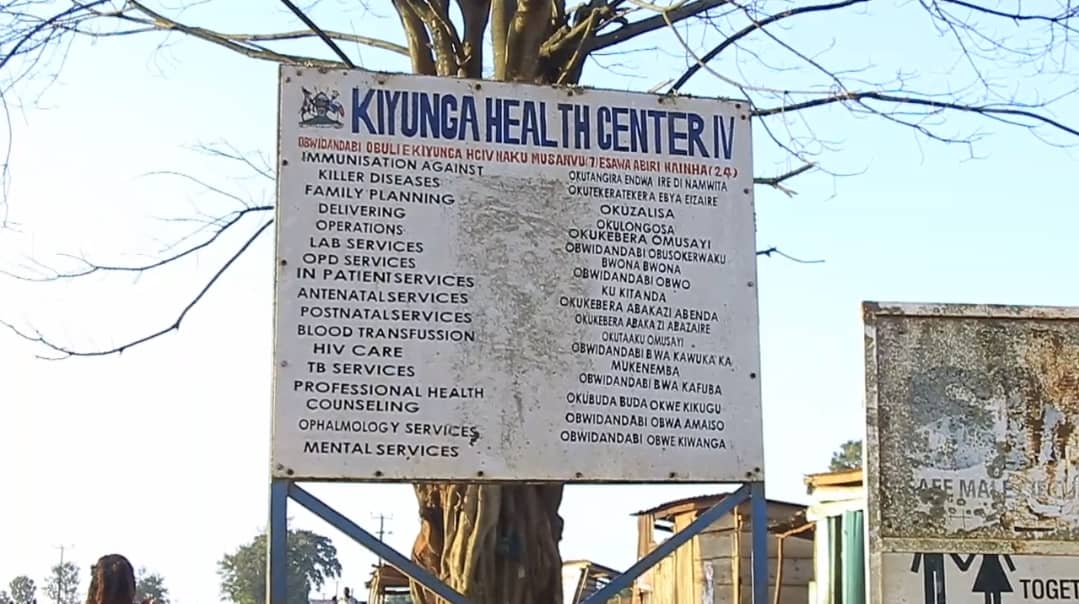 KIYUNGA HEALTH CENTER IV
OBWIDANDABI OBULI E KIYUNGA HCIV NAKU MUSANVU (7) ESAWA ABIRI NAINHA (24)
IMMUNISATION AGAINST
KILLER DISEASES
FAMILY PLANNING
DELIVERING
OPERATIONS
LAB SERVICES
OPD SERVICES
IN PATIENT SERVICES
ANTENATAL SERVICES
POSTNATAL SERVICES
BLOOD TRANSFUSSION
HIV CARE
TB SERVICES
PROFESSIONAL HEALTH
COUNSELING
OPHALMOLOGY SERVICES
MENTAL SERVICES
OKUTANGIRA ENDWA IRE DI NAMWITA
OKUTEKERATEKERA EBYA EIZAIRE
OKUZALISA
OKULONGOSA
OKUKEBERA OMUSAYI
OBWIDANDABI OBUSOKERWAKU
BWONA BWONA
OBWIDANDABI OBWO
KU KITANDA
OKUKEBERA ABAKAZI ABENDA
OKUKEBERA ABAKAZI ABAZAIRE
OKUTAAKU OMUSAYI
OBWIDANDABI BWA KAWUKA KA
MUKENEMBA
OBWIDANDABI BWA KAFUBA
OKUBUDA BUDA OKWE KIKUGU
OBWIDANDABI OBWA AMAISO
OBWIDANDABI OBWE KIWANGA
MALE